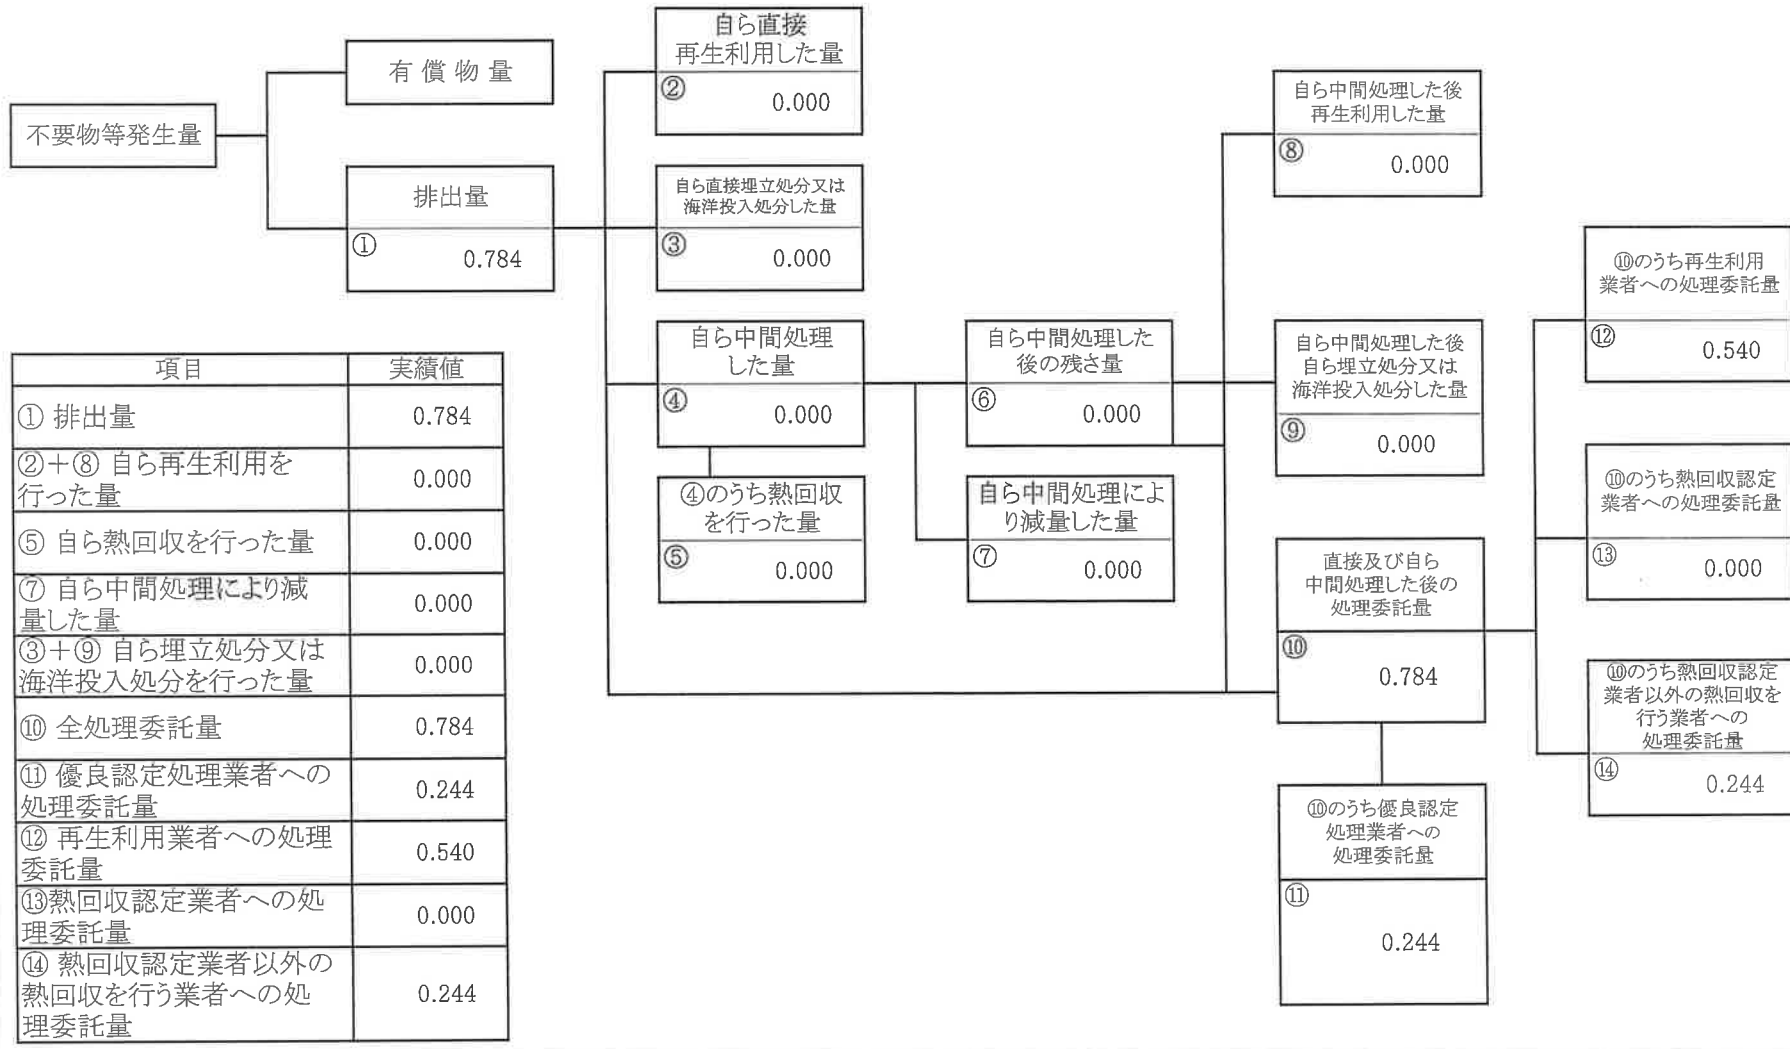 不要物等発生量
有償物量
排出量
①
0.784
自ら直接
再生利用した量
②
0.000
自ら直接埋立処分又は
海洋投入処分した量
③
0.000
自ら中間処理
した量
④
0.000
④のうち熱回収
を行った量
⑤
0.000
自ら中間処理した
後の残さ量
⑥
0.000
自ら中間処理によ
り減量した量
⑦
0.000
自ら中間処理した後
再生利用した量
⑧
0.000
自ら中間処理した後
自ら埋立処分又は
海洋投入処分した量
⑨
0.000
直接及び自ら
中間処理した後の
処理委託量
⑩
0.784
⑩のうち優良認定
処理業者への
処理委託量
⑪
0.244
⑩のうち再生利用
業者への処理委託量
⑫
0.540
⑩のうち熱回収認定
業者への処理委託量
⑬
0.000
⑩のうち熱回収認定
業者以外の熱回収を
行う業者への
処理委託量
⑭
0.244
項目 実績値
① 排出量 0.784
②+⑧ 自ら再生利用を
行った量 0.000
⑤ 自ら熱回収を行った量 0.000
⑦ 自ら中間処理により減
量した量 0.000
③+⑨ 自ら埋立処分又は
海洋投入処分を行った量 0.000
⑩ 全処理委託量 0.784
⑪ 優良認定処理業者への
処理委託量 0.244
⑫ 再生利用業者への処理
委託量 0.540
⑬熱回収認定業者への処
理委託量 0.000
⑭ 熱回収認定業者以外の
熱回収を行う業者への処
理委託量 0.244